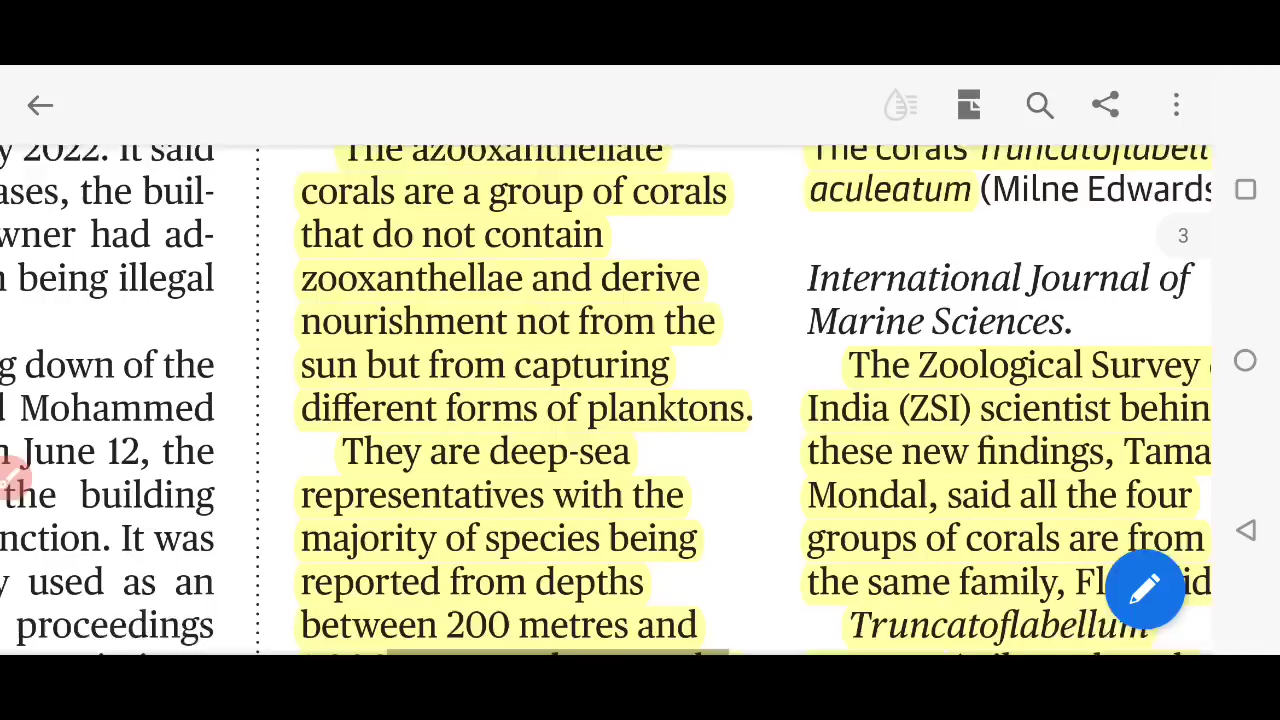 y 2022. It said
ases, the buil-
wner had ad-
n being illegal
g down of the
d Mohammed
n June 12, the
the building
nction. It was
y used as an
proceedings
The azooxanthellate
corals are a group of corals
that do not contain
zooxanthellae and derive
nourishment not from the
sun but from capturing
different forms of planktons.
They are deep-sea
representatives with the
majority of species being
reported from depths
between 200 metres and
The corals Truncatoflabell
aculeatum (Milne Edwards
3
International Journal of
Marine Sciences.
The Zoological Survey
India (ZSI) scientist behin
these new findings, Tama
Mondal, said all the four
groups of corals are from
the same family, Fl id
Truncatoflabellum